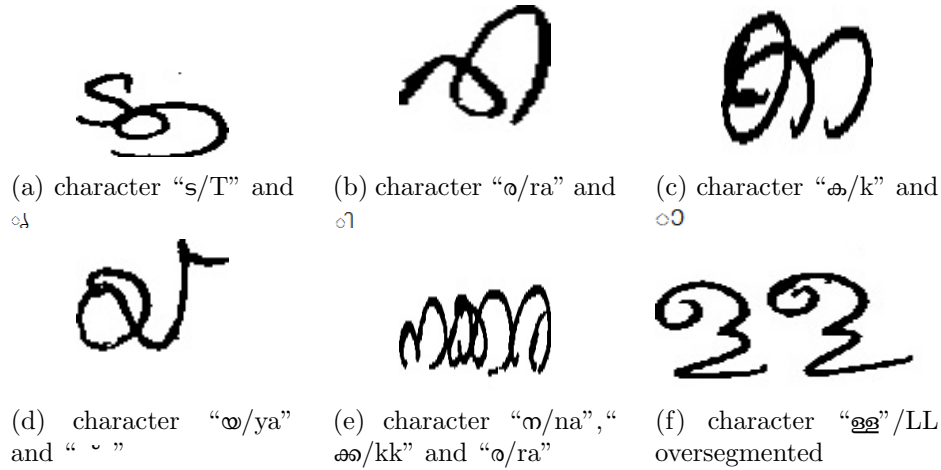 (a) character “ട/T” and
ു
(b) character “ര/ra” and
ി
(c) character “ക/k” and
ാ
(d) character “യ/ya”
and “ ˘ ”
(e) character “ന/na”,“
ക്ക/kk” and “ര/ra”
(f) character “ള്ള”/LL
oversegmented